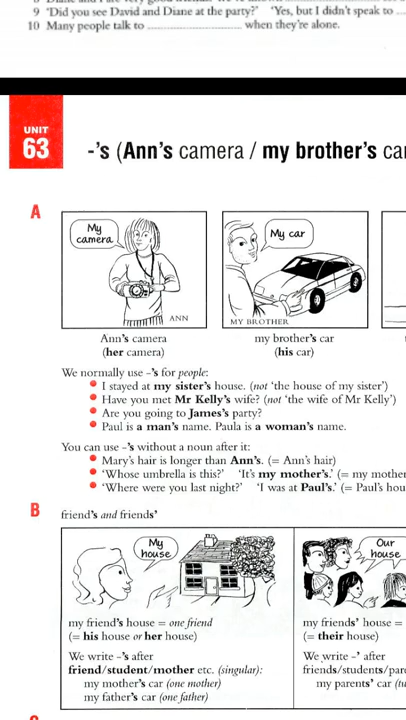 9 'Did you see David and Diane at the party?' 'Yes, but I didn't speak to ...
10 Many people talk to ........................ when they're alone.
UNIT
63
-'s (Ann's camera / my brother's car
A
My
camera
ANN
My car
MY BROTHER
Ann's camera
(her camera)
my brother's car
(his car)
We normally use -'s for people:
• I stayed at my sister's house. (not 'the house of my sister')
• Have you met Mr Kelly's wife? (not 'the wife of Mr Kelly')
• Are you going to James's party?
• Paul is a man's name. Paula is a woman's name.
You can use -'s without a noun after it:
• Mary's hair is longer than Ann's. (= Ann's hair)
• 'Whose umbrella is this?' 'It's my mother's.' (= my mother
• 'Where were you last night?' 'I was at Paul's.' (= Paul's hou
B
friend's and friends'
My
house
Our
house
my friend's house = one friend
(= his house or her house)
We write -'s after
friend/student/mother etc. (singular):
my mother's car (one mother)
my father's car (one father)
my friends' house =
(= their house)
We write -' after
friends/students/pare
my parents' car (tw